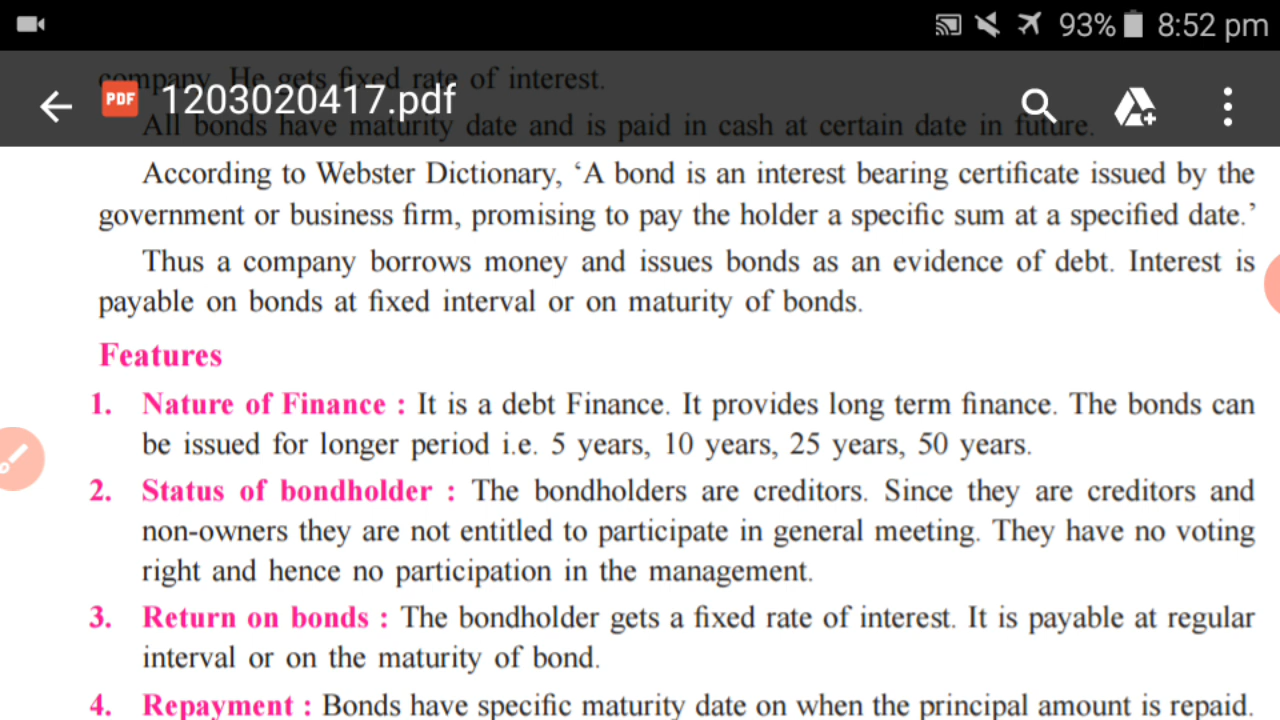 93% 8:52 pm
company. He gets fixed rate of interest.
PDF 1203020417.pdf
All bonds have maturity date and is paid in cash at certain date in future.
According to Webster Dictionary, ‘A bond is an interest bearing certificate issued by the
government or business firm, promising to pay the holder a specific sum at a specified date.’
Thus a company borrows money and issues bonds as an evidence of debt. Interest is
payable on bonds at fixed interval or on maturity of bonds.
Features
1. Nature of Finance : It is a debt Finance. It provides long term finance. The bonds can
be issued for longer period i.e. 5 years, 10 years, 25 years, 50 years.
2. Status of bondholder : The bondholders are creditors. Since they are creditors and
non-owners they are not entitled to participate in general meeting. They have no voting
right and hence no participation in the management.
3. Return on bonds : The bondholder gets a fixed rate of interest. It is payable at regular
interval or on the maturity of bond.
4. Repayment : Bonds have specific maturity date on when the principal amount is repaid.